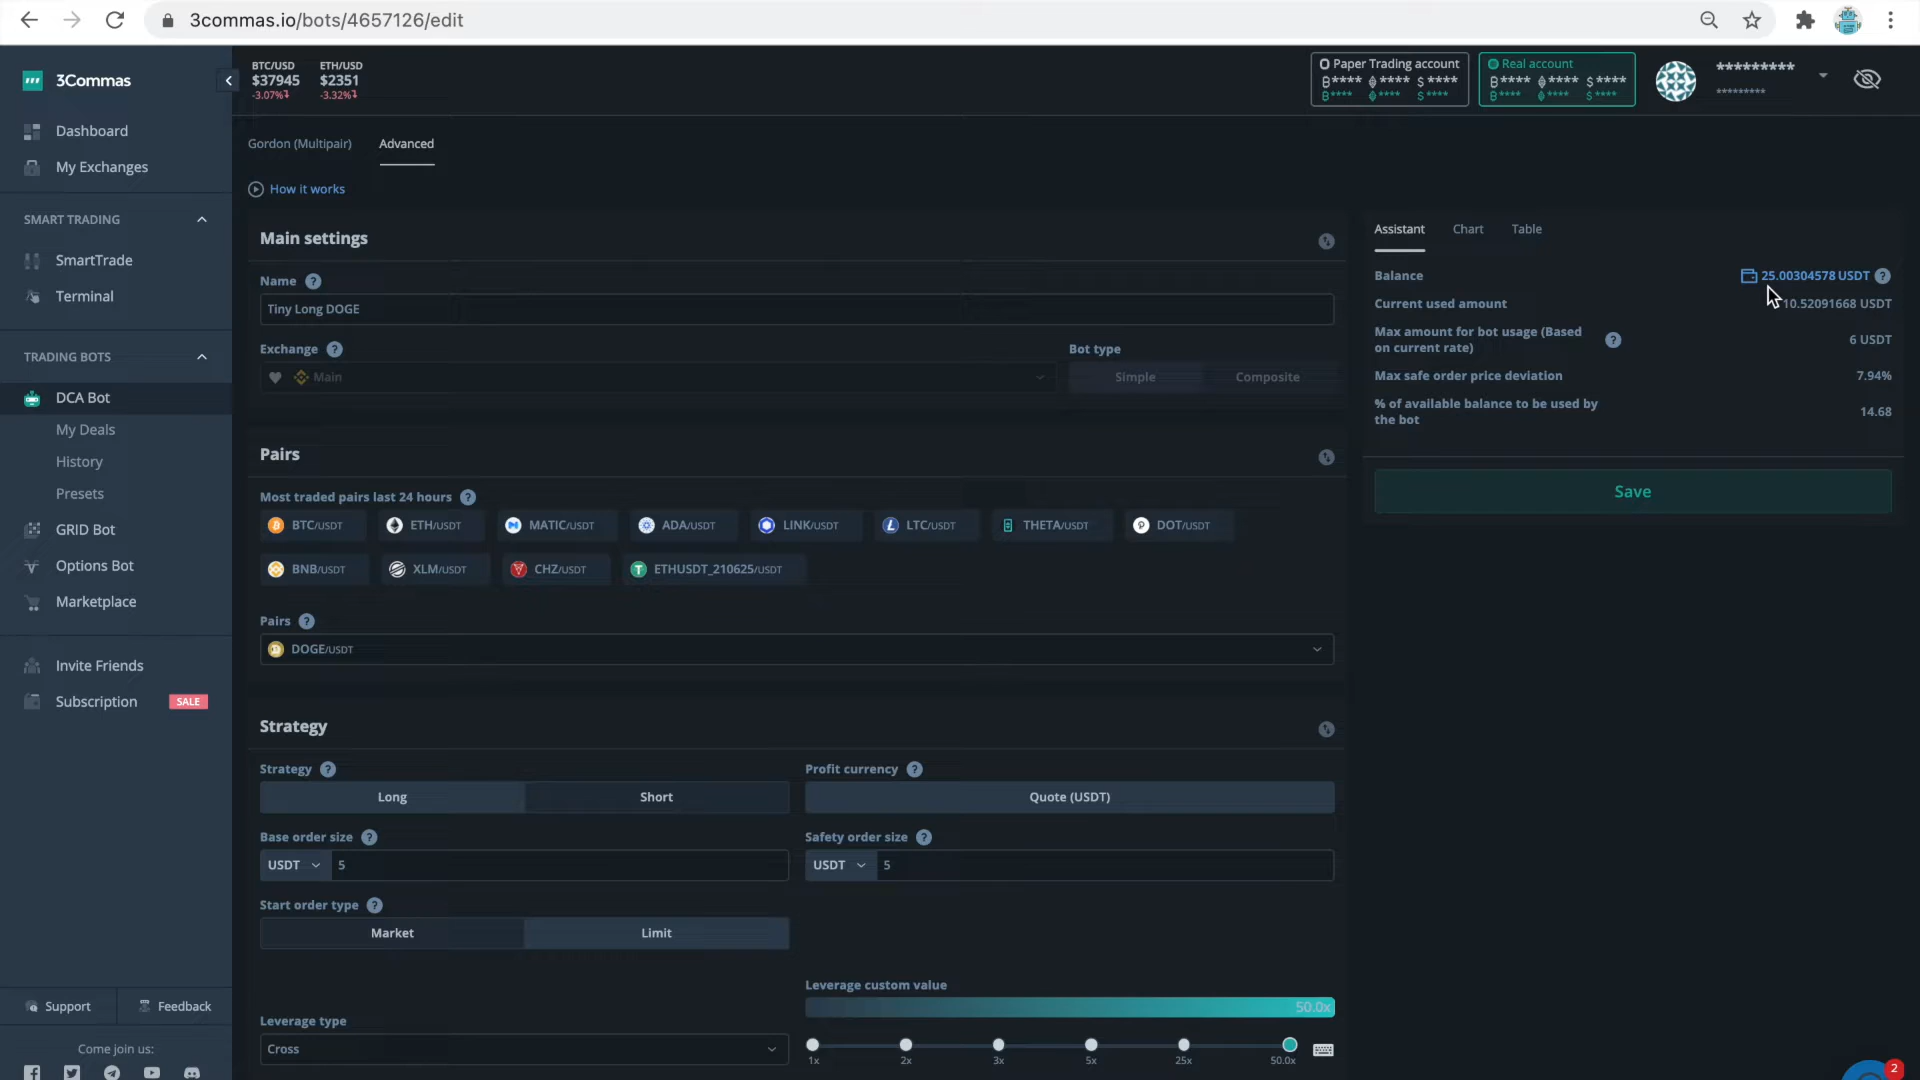 3commas.io/bots/4657126/edit
3Commas
BTC/USD
$37945
-3.07%
ETH/USD
$2351
-3.32%
Paper Trading account
₿**** **** $****
₿**** **** $****
Real account
₿**** **** $****
₿**** **** $****
*********
*********
Dashboard
My Exchanges
SMART TRADING
SmartTrade
Terminal
TRADING BOTS
DCA Bot
My Deals
History
Presets
GRID Bot
Options Bot
Marketplace
Invite Friends
Subscription SALE
Support Feedback
Come join us:
Gordon (Multipair) Advanced
How it works
Main settings
Name ?
Tiny Long DOGE
Exchange ?
Main
Bot type
Simple Composite
Pairs
Most traded pairs last 24 hours ?
BTC/USDT ETH/USDT MATIC/USDT ADA/USDT LINK/USDT LTC/USDT THETA/USDT DOT/USDT
BNB/USDT XLM/USDT CHZ/USDT ETHUSDT_210625/USDT
Pairs ?
DOGE/USDT
Strategy
Strategy ?
Long Short
Profit currency ?
Quote (USDT)
Base order size ?
USDT 5
Safety order size ?
USDT 5
Start order type ?
Market Limit
Leverage type
Cross
Leverage custom value
50.0x
1x 2x 3x 5x 25x 50.0x
Assistant Chart Table
Balance 25.00304578 USDT ?
Current used amount 10.52091668 USDT
Max amount for bot usage (Based
on current rate) ? 6 USDT
Max safe order price deviation 7.94%
% of available balance to be used by
the bot 14.68
Save
2